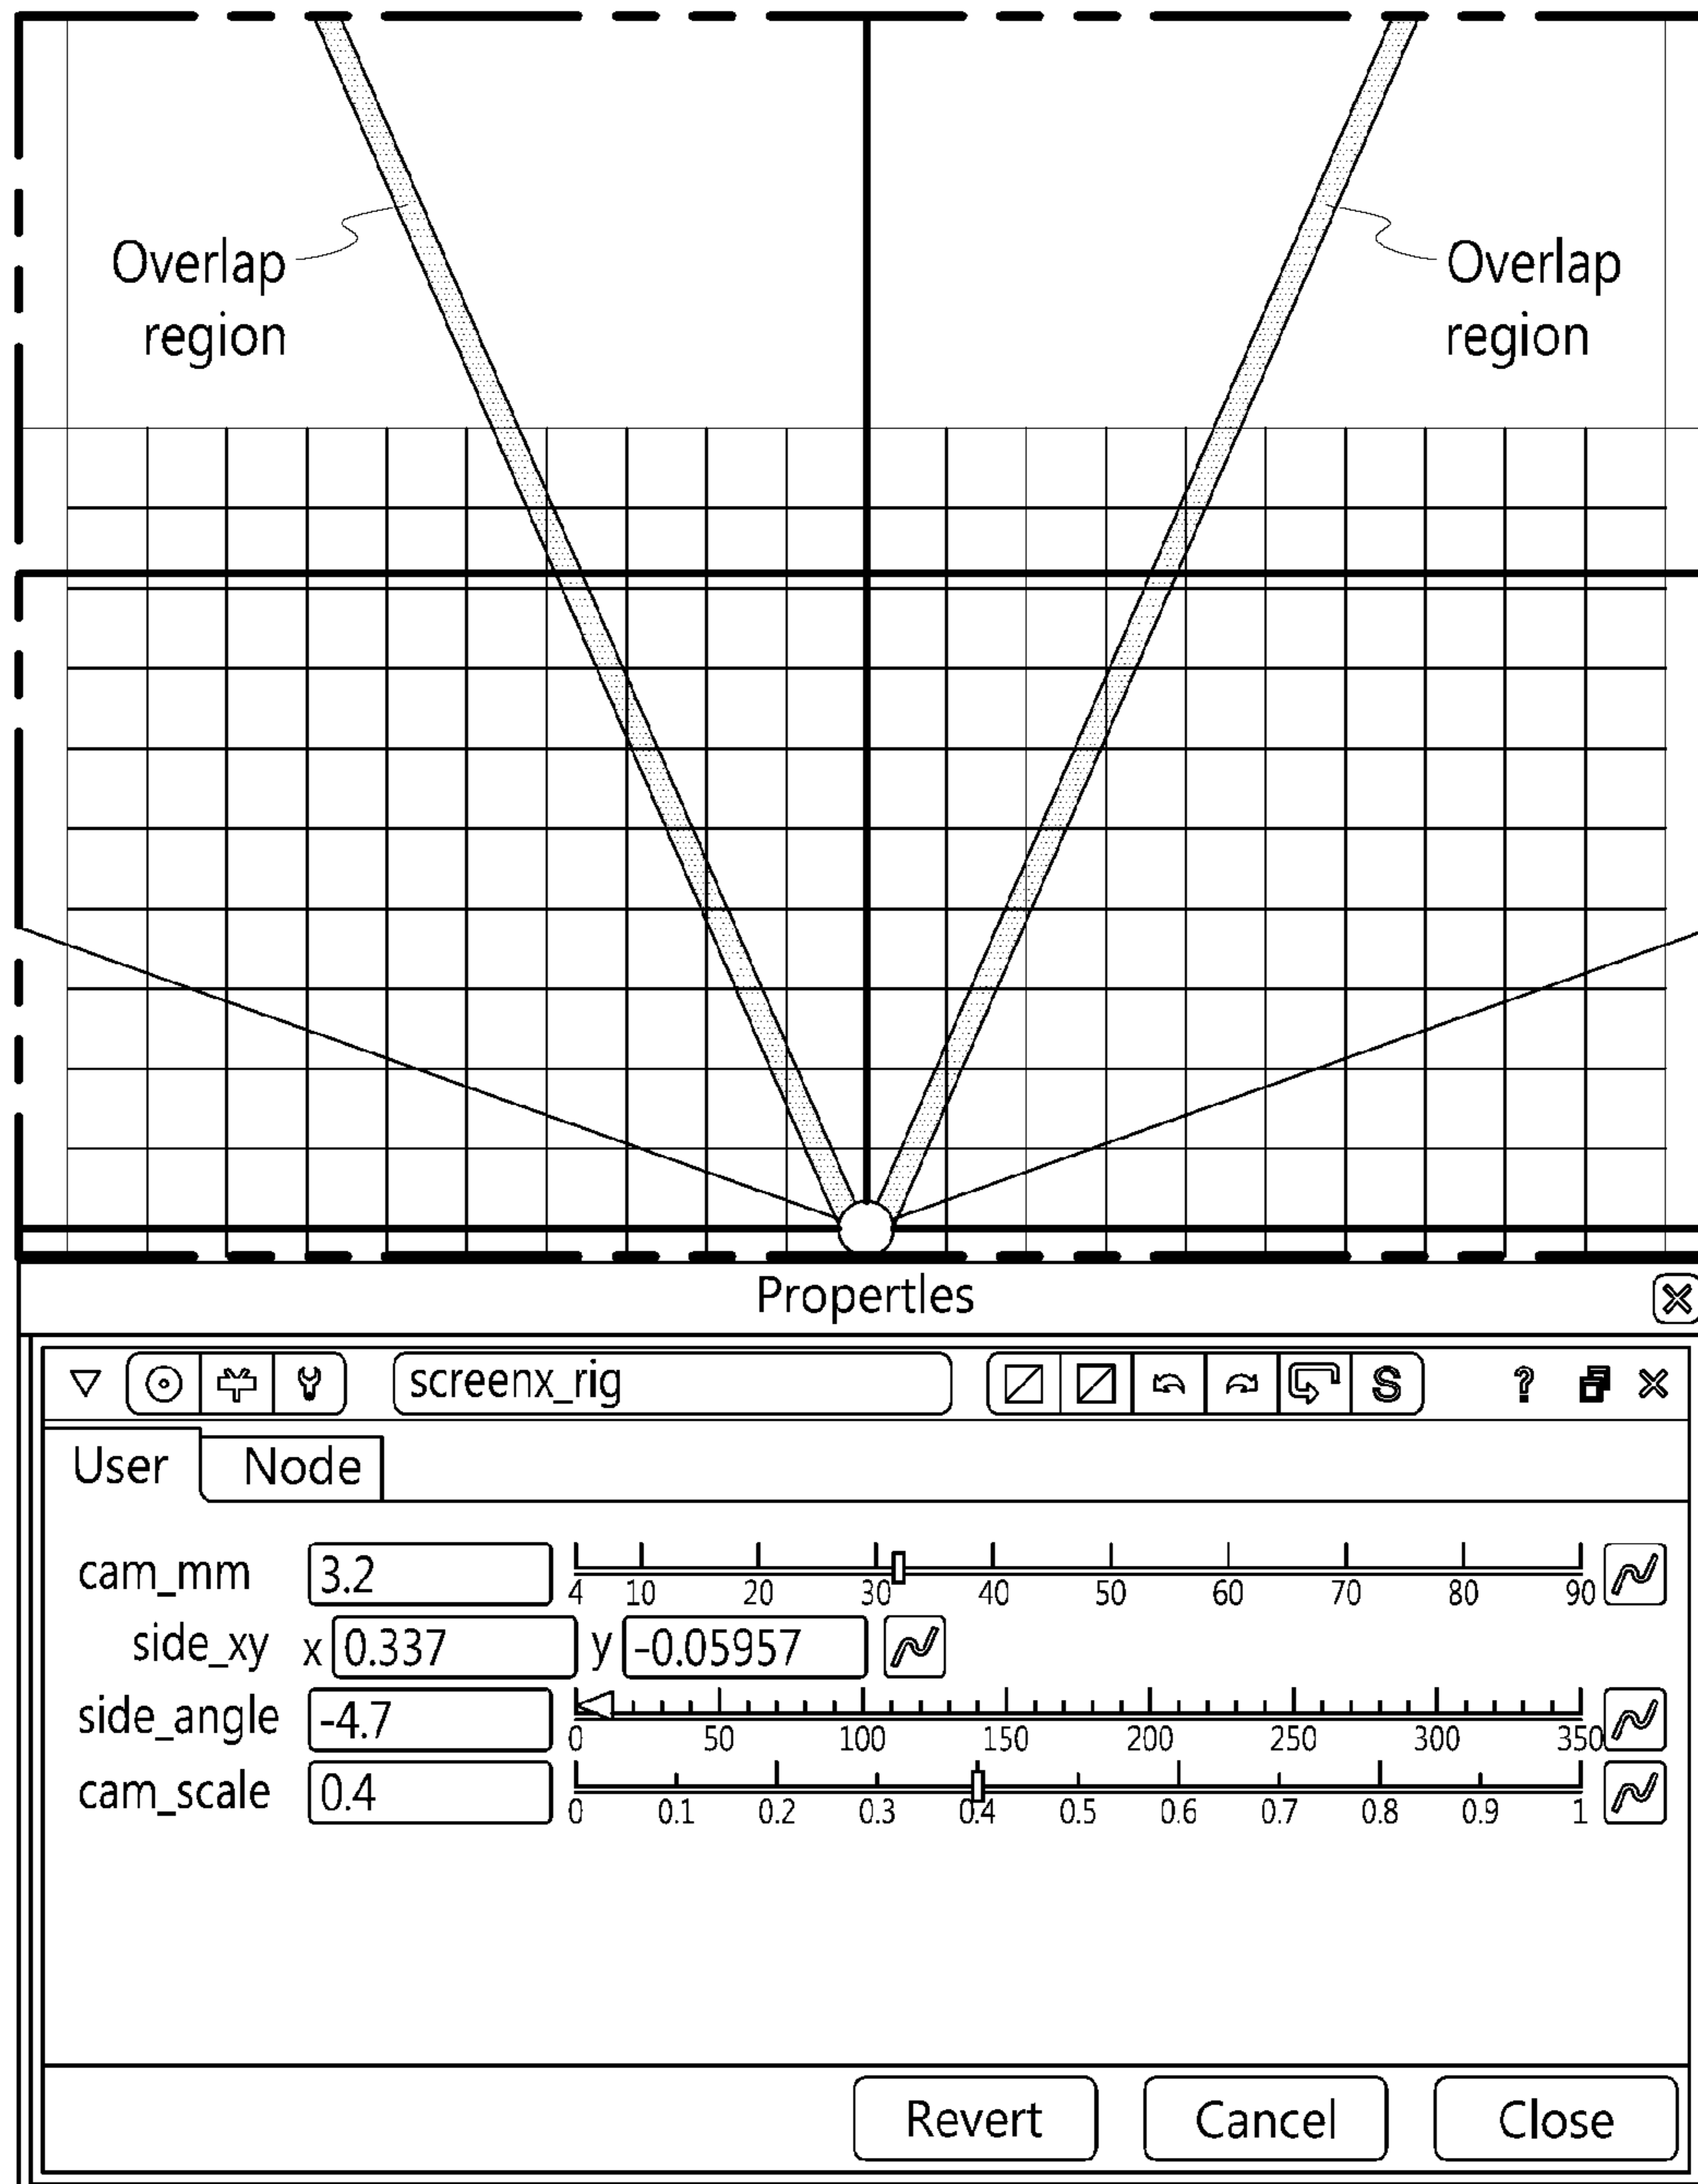 Overlap
region
Overlap
region
Propertles
screenx_rig
S ?
User Node
cam_mm 3.2
4 10 20 30 40 50 60 70 80 90
side_xy x 0.337 y -0.05957
side_angle -4.7
0 50 100 150 200 250 300 350
cam_scale 0.4
0 0.1 0.2 0.3 0.4 0.5 0.6 0.7 0.8 0.9 1
Revert Cancel Close